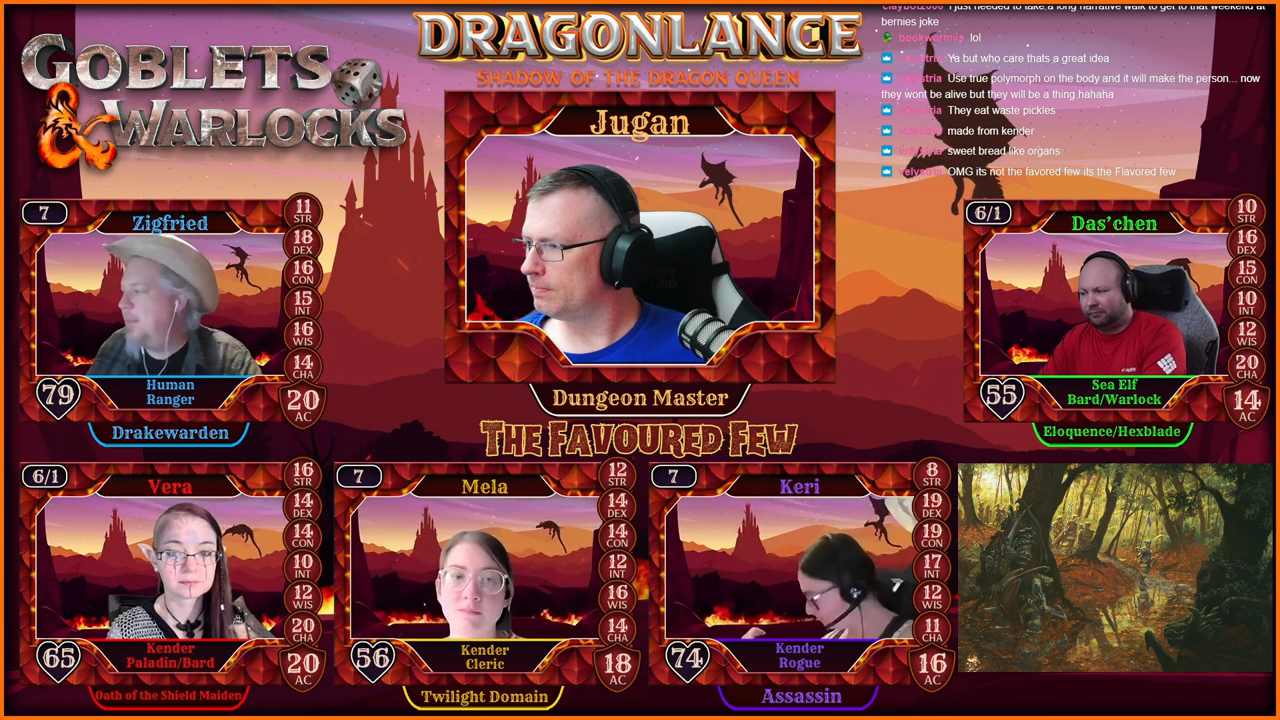 GOBLETS
& WARLOCKS
DRAGONLANCE
SHADOW OF THE DRAGON QUEEN
I just needed to take a long narrative walk to get to that weekend at
bernies joke
lol
Ya but who care thats a great idea
Use true polymorph on the body and it will make the person... now
they wont be alive but they will be a thing,hahaha
They eat waste pickles
made from kender
sweet bread like organs
velystria OMG its not the favored few its the Flavored few
Jugan
Dungeon Master
7
Zigfried
11
STR
18
DEX
16
CON
15
INT
16
WIS
14
CHA
79
Human
Ranger
20
AC
Drakewarden
6/1
Das'chen
10
STR
16
DEX
15
CON
10
INT
12
WIS
20
CHA
55
Sea Elf
Bard/Warlock
14
AC
Eloquence/Hexblade
THE FAVOURED FEW
6/1
Vera
16
STR
14
DEX
14
CON
10
INT
12
WIS
20
CHA
65
Kender
Paladin/Bard
20
AC
Oath of the Shield Maiden
7
Mela
12
STR
14
DEX
14
CON
12
INT
16
WIS
14
CHA
56
Kender
Cleric
18
AC
Twilight Domain
7
Keri
8
STR
19
DEX
19
CON
17
INT
12
WIS
11
CHA
74
Kender
Rogue
16
AC
Assassin